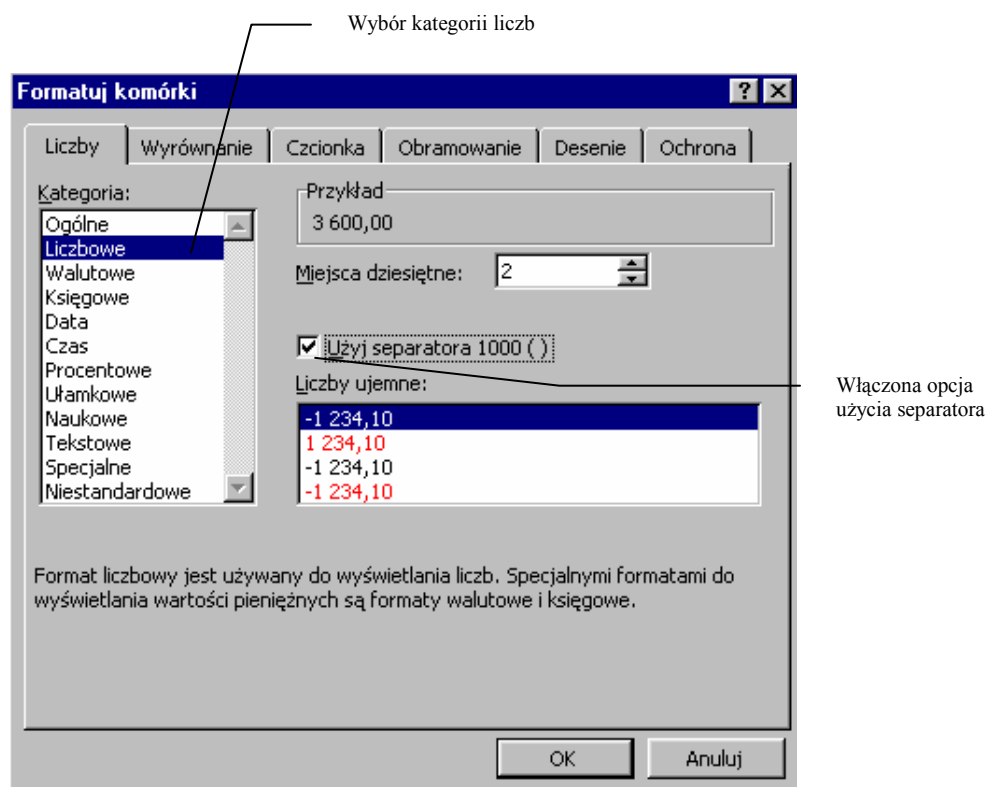 Wybór kategorii liczb
Formatuj komórki
Liczby Wyrównanie Czcionka Obramowanie Desenie Ochrona
Kategoria:
Ogólne
Liczbowe
Walutowe
Księgowe
Data
Czas
Procentowe
Ułamkowe
Naukowe
Tekstowe
Specjalne
Niestandardowe
Przykład
3 600,00
Miejsca dziesiętne: 2
Użyj separatora 1000 ( )
Liczby ujemne:
-1 234,10
1 234,10
-1 234,10
-1 234,10
Włączona opcja
użycia separatora
Format liczbowy jest używany do wyświetlania liczb. Specjalnymi formatami do
wyświetlania wartości pieniężnych są formaty walutowe i księgowe.
OK Anuluj